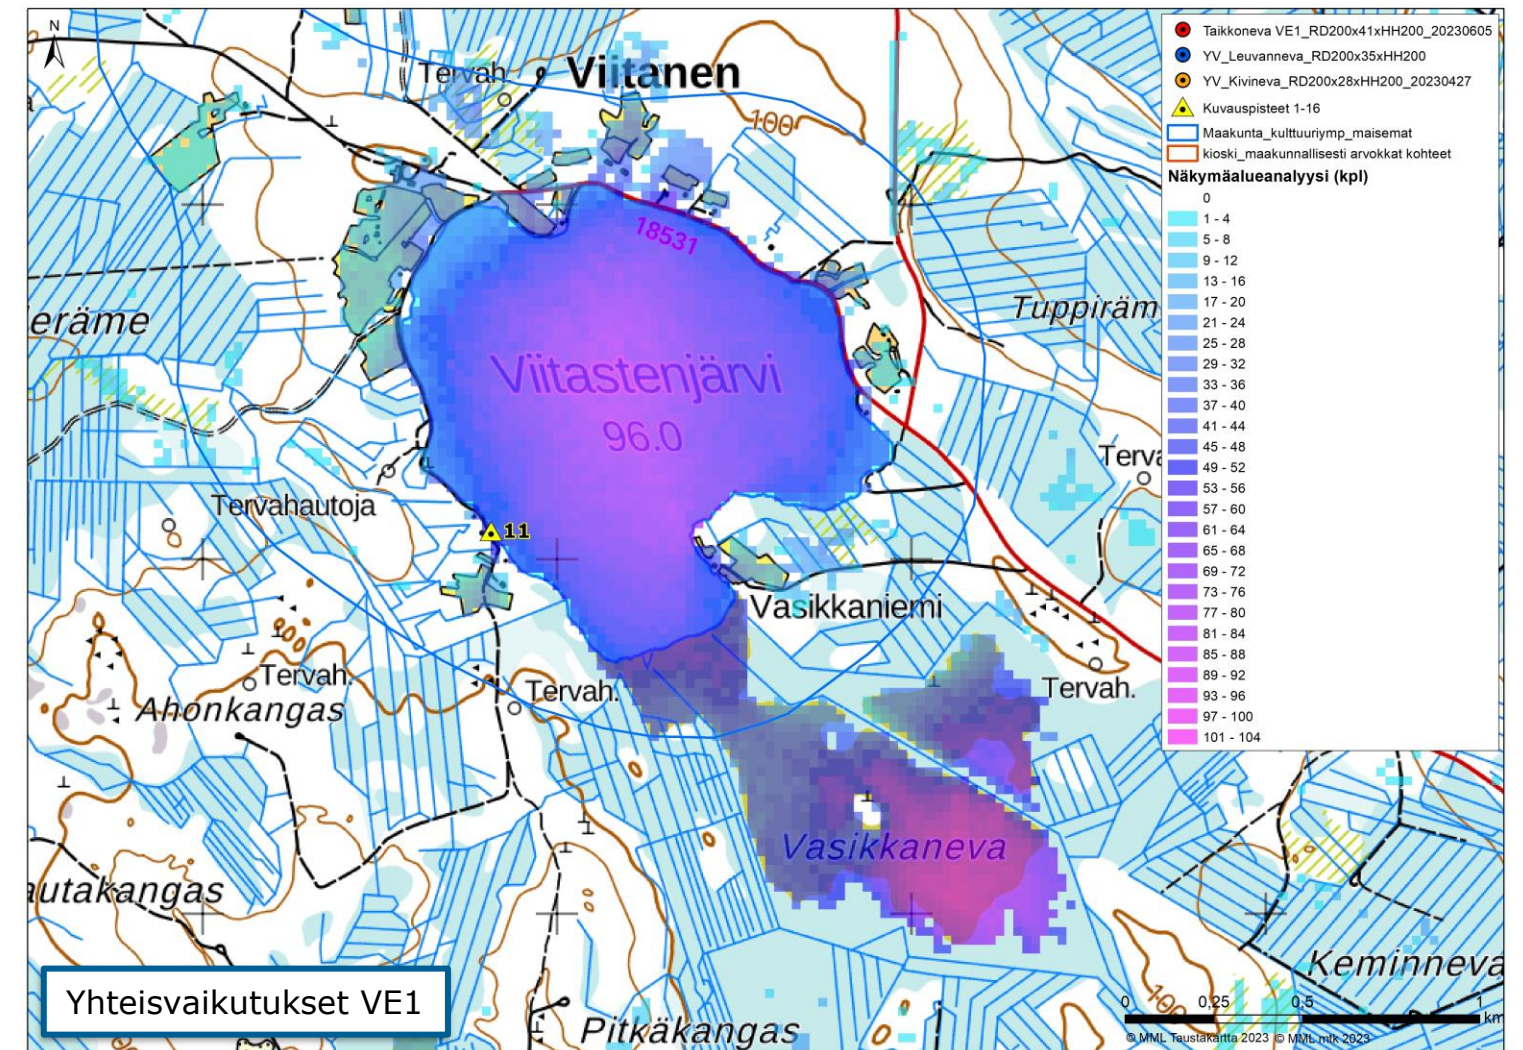 N
Tervah.
Viitanen
100
18531
Tuppiräm
eräme
Viitastenjärvi
96.0
Terva
Tervahautoja
11
Vasikkaniemi
Tervah.
Tervah.
Tervah.
Ahonkangas
Vasikkaneva
autakangas
Keminneva
100
Pitkäkangas
Yhteisvaikutukset VE1
Taikkoneva VE1_RD200x41xHH200_20230605
YV_Leuvanneva_RD200x35xHH200
YV_Kivineva_RD200x28xHH200_20230427
Kuvauspisteet 1-16
Maakunta_kulttuuriymp_maisemat
kioski_maakunnallisesti arvokkat kohteet
Näkymäalueanalyysi (kpl)
0
1 - 4
5 - 8
9 - 12
13 - 16
17 - 20
21 - 24
25 - 28
29 - 32
33 - 36
37 - 40
41 - 44
45 - 48
49 - 52
53 - 56
57 - 60
61 - 64
65 - 68
69 - 72
73 - 76
77 - 80
81 - 84
85 - 88
89 - 92
93 - 96
97 - 100
101 - 104
0 0,25 0,5 1
km
© MML Taustakartta 2023 © MML mtk 2023